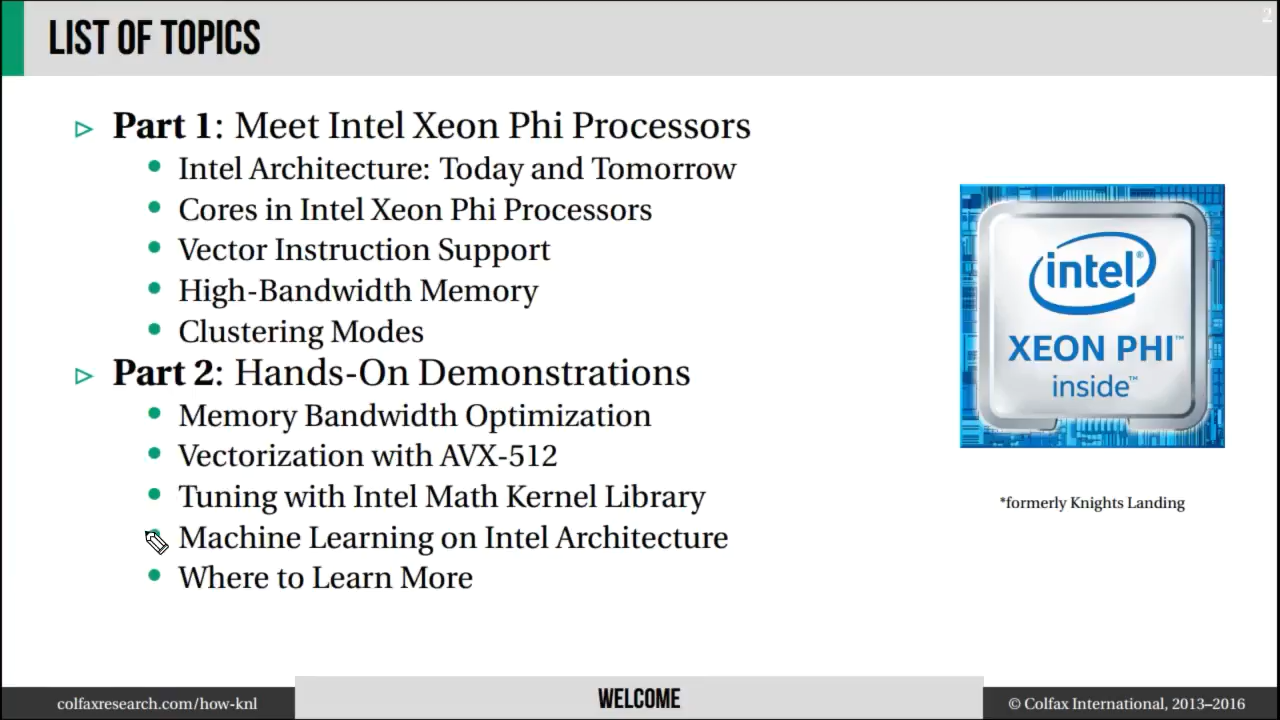 LIST OF TOPICS
2
Part 1: Meet Intel Xeon Phi Processors
Intel Architecture: Today and Tomorrow
Cores in Intel Xeon Phi Processors
Vector Instruction Support
High-Bandwidth Memory
Clustering Modes
Part 2: Hands-On Demonstrations
Memory Bandwidth Optimization
Vectorization with AVX-512
Tuning with Intel Math Kernel Library
Machine Learning on Intel Architecture
Where to Learn More
intel®
XEON PHI™
inside™
*formerly Knights Landing
colfaxresearch.com/how-knl
WELCOME
© Colfax International, 2013–2016